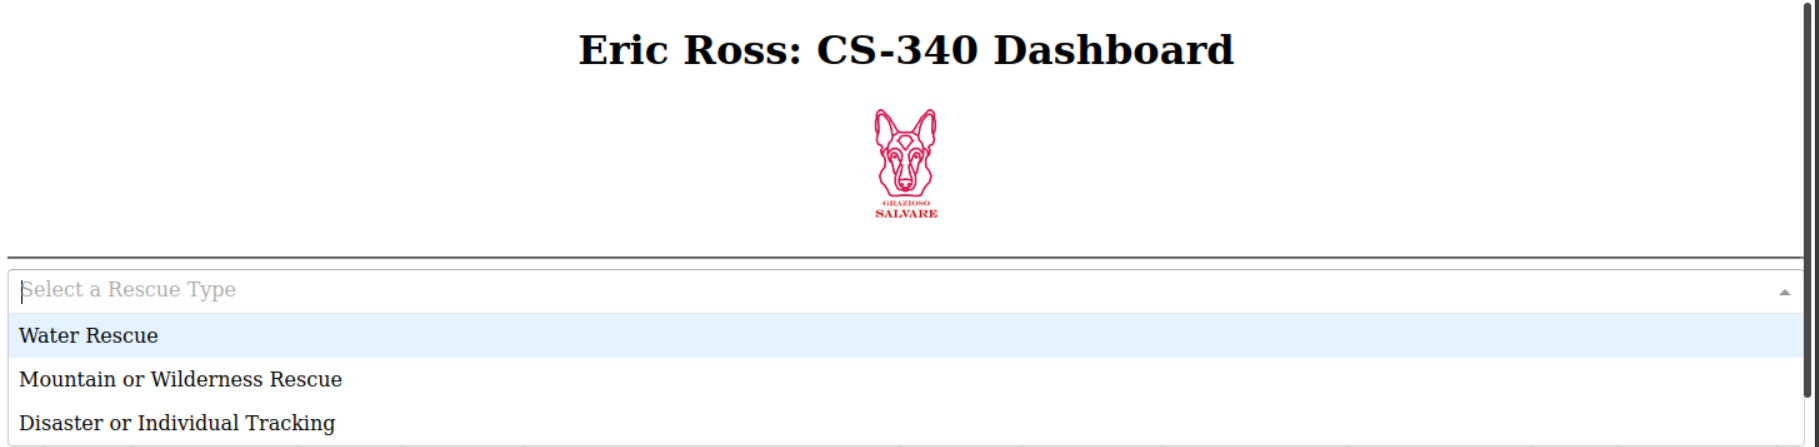 Eric Ross: CS-340 Dashboard
GRAZIOSO
SALVARE
Select a Rescue Type
Water Rescue
Mountain or Wilderness Rescue
Disaster or Individual Tracking